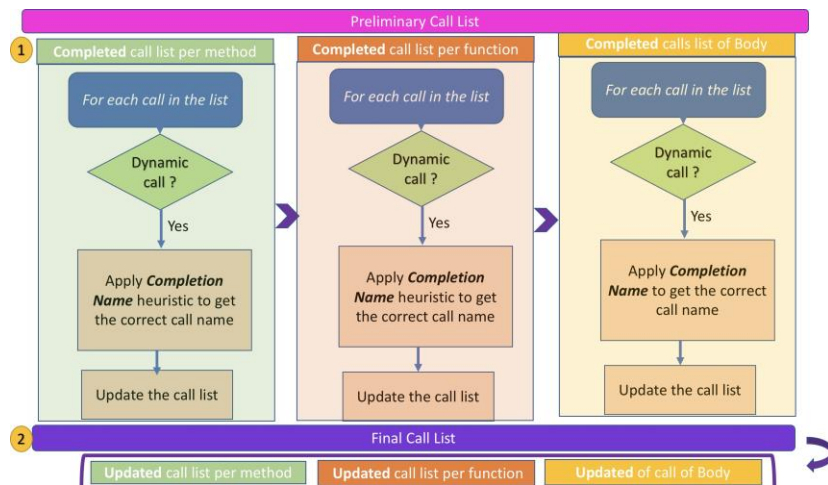 Preliminary Call List
1
Completed call list per method
For each call in the list
Dynamic
call ?
Yes
Apply Completion
Name heuristic to get
the correct call name
Update the call list
Completed call list per function
For each call in the list
Dynamic
call ?
Yes
Apply Completion
Name heuristic to get
the correct call name
Update the call list
Completed calls list of Body
For each call in the list
Dynamic
call ?
Yes
Apply Completion
Name to get the correct
call name
Update the call list
2
Final Call List
Updated call list per method
Updated call list per function
Updated of call of Body